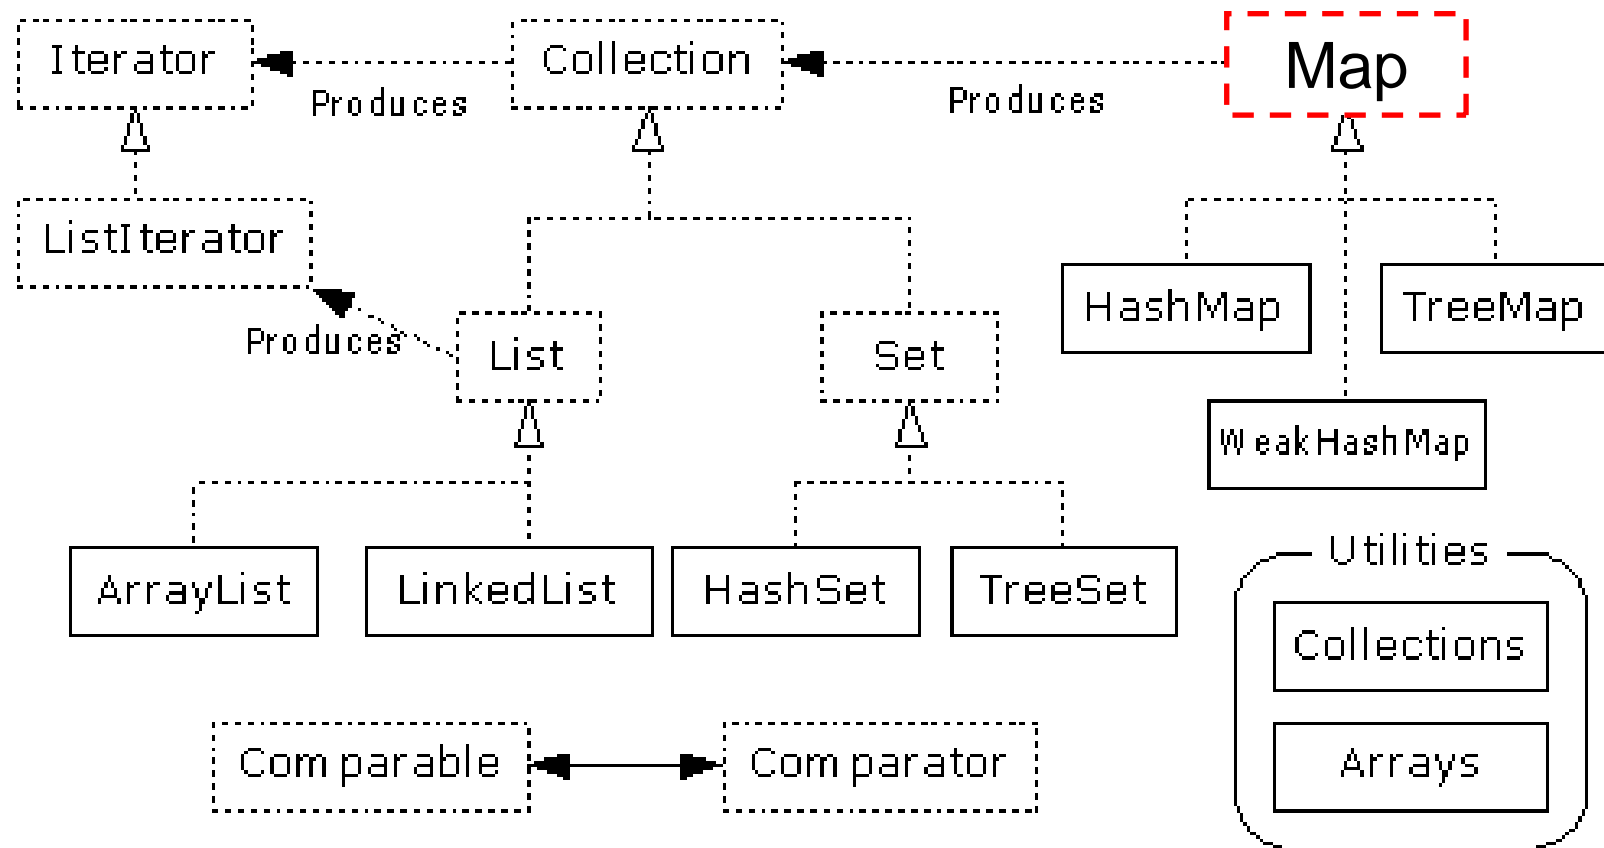 Iterator
Collection
Map
Produces
Produces
ListIterator
HashMap
TreeMap
Produces
List
Set
WeakHashMap
Utilities
ArrayList
LinkedList
HashSet
TreeSet
Collections
Comparable
Comparator
Arrays